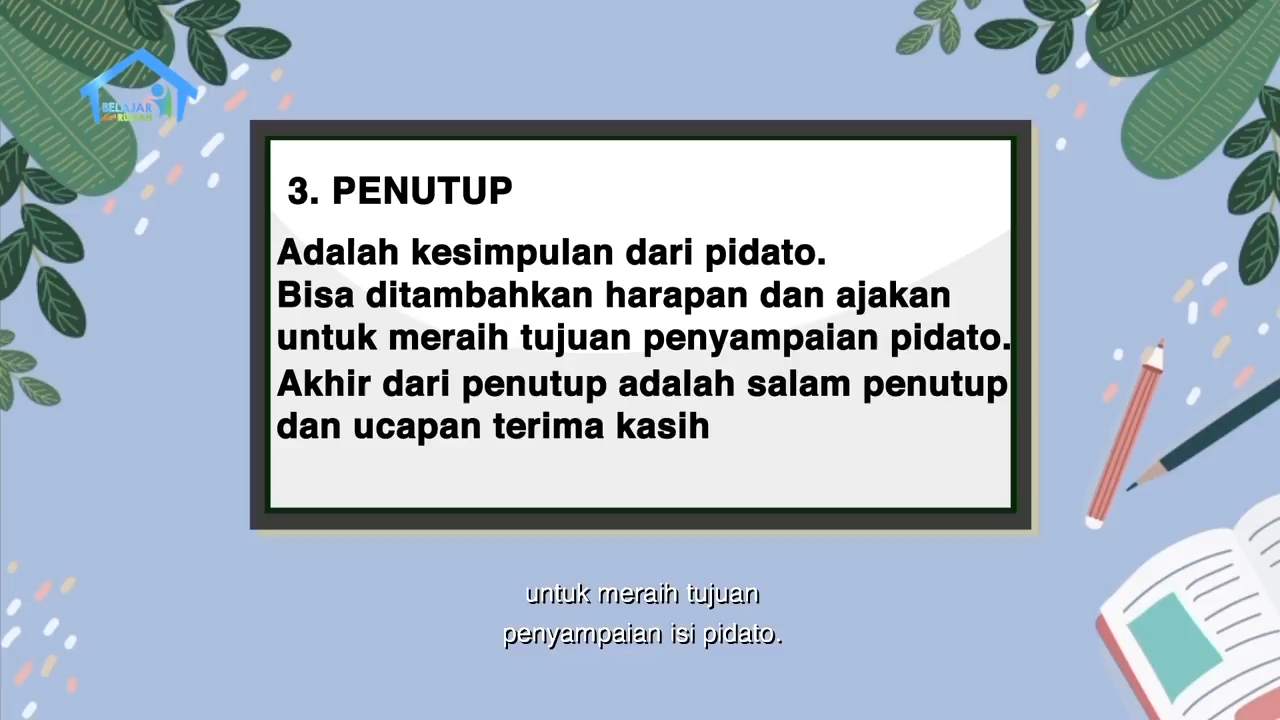 BELAJAR
RUMAH
3. PENUTUP
Adalah kesimpulan dari pidato.
Bisa ditambahkan harapan dan ajakan
untuk meraih tujuan penyampaian pidato.
Akhir dari penutup adalah salam penutup
dan ucapan terima kasih
untuk meraih tujuan
penyampaian isi pidato.